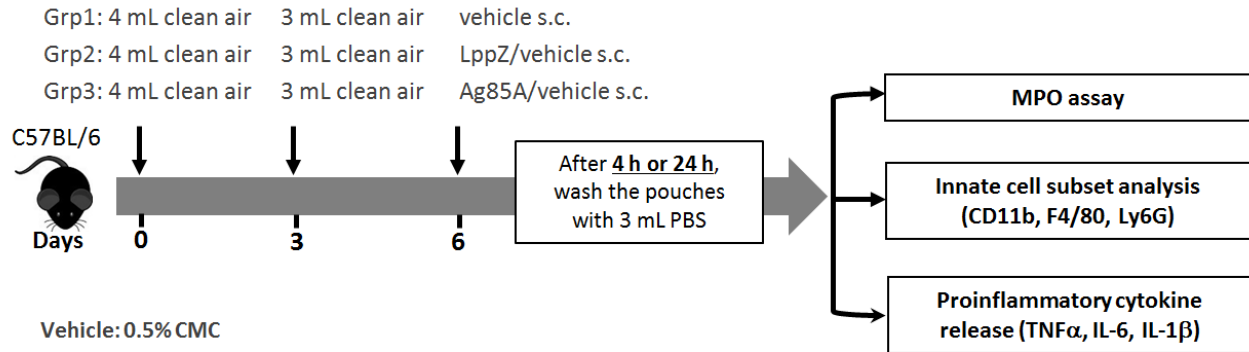 Grp1: 4 mL clean air 3 mL clean air vehicle s.c.
Grp2: 4 mL clean air 3 mL clean air LppZ/vehicle s.c.
Grp3: 4 mL clean air 3 mL clean air Ag85A/vehicle s.c.
C57BL/6
Days
0
3
6
After 4 h or 24 h,
wash the pouches
with 3 mL PBS
MPO assay
Innate cell subset analysis
(CD11b, F4/80, Ly6G)
Proinflammatory cytokine
release (TNFα, IL-6, IL-1β)
Vehicle: 0.5% CMC